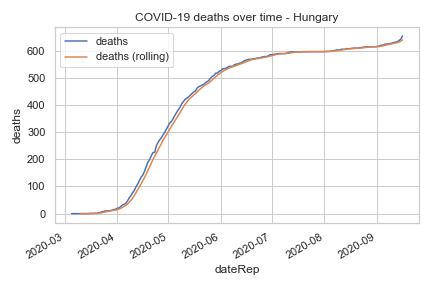 COVID-19 deaths over time - Hungary
deaths
deaths (rolling)
600
500
400
300
200
100
0
deaths
2020-03
2020-04
2020-05
2020-06
2020-07
2020-08
2020-09
dateRep